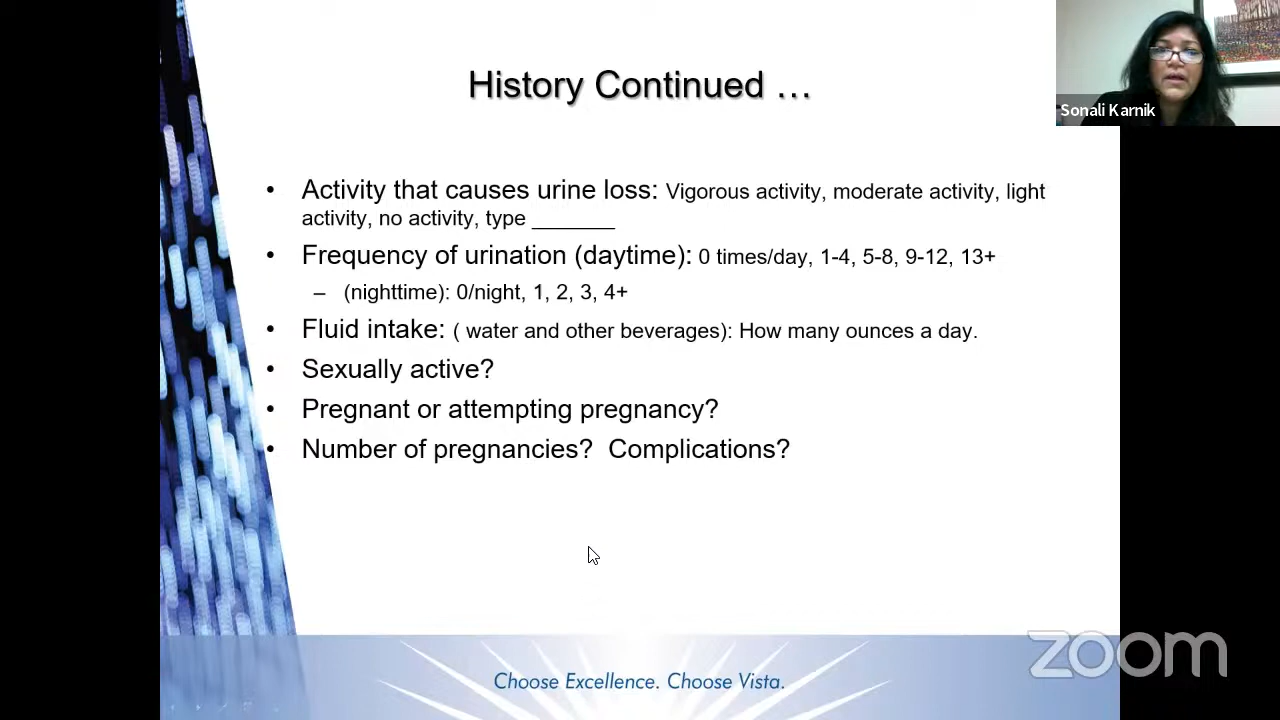 History Continued …
Sonali Karnik
• Activity that causes urine loss: Vigorous activity, moderate activity, light
activity, no activity, type _______
• Frequency of urination (daytime): 0 times/day, 1-4, 5-8, 9-12, 13+
– (nighttime): 0/night, 1, 2, 3, 4+
• Fluid intake: ( water and other beverages): How many ounces a day.
• Sexually active?
• Pregnant or attempting pregnancy?
• Number of pregnancies?  Complications?
zoom
Choose Excellence. Choose Vista.